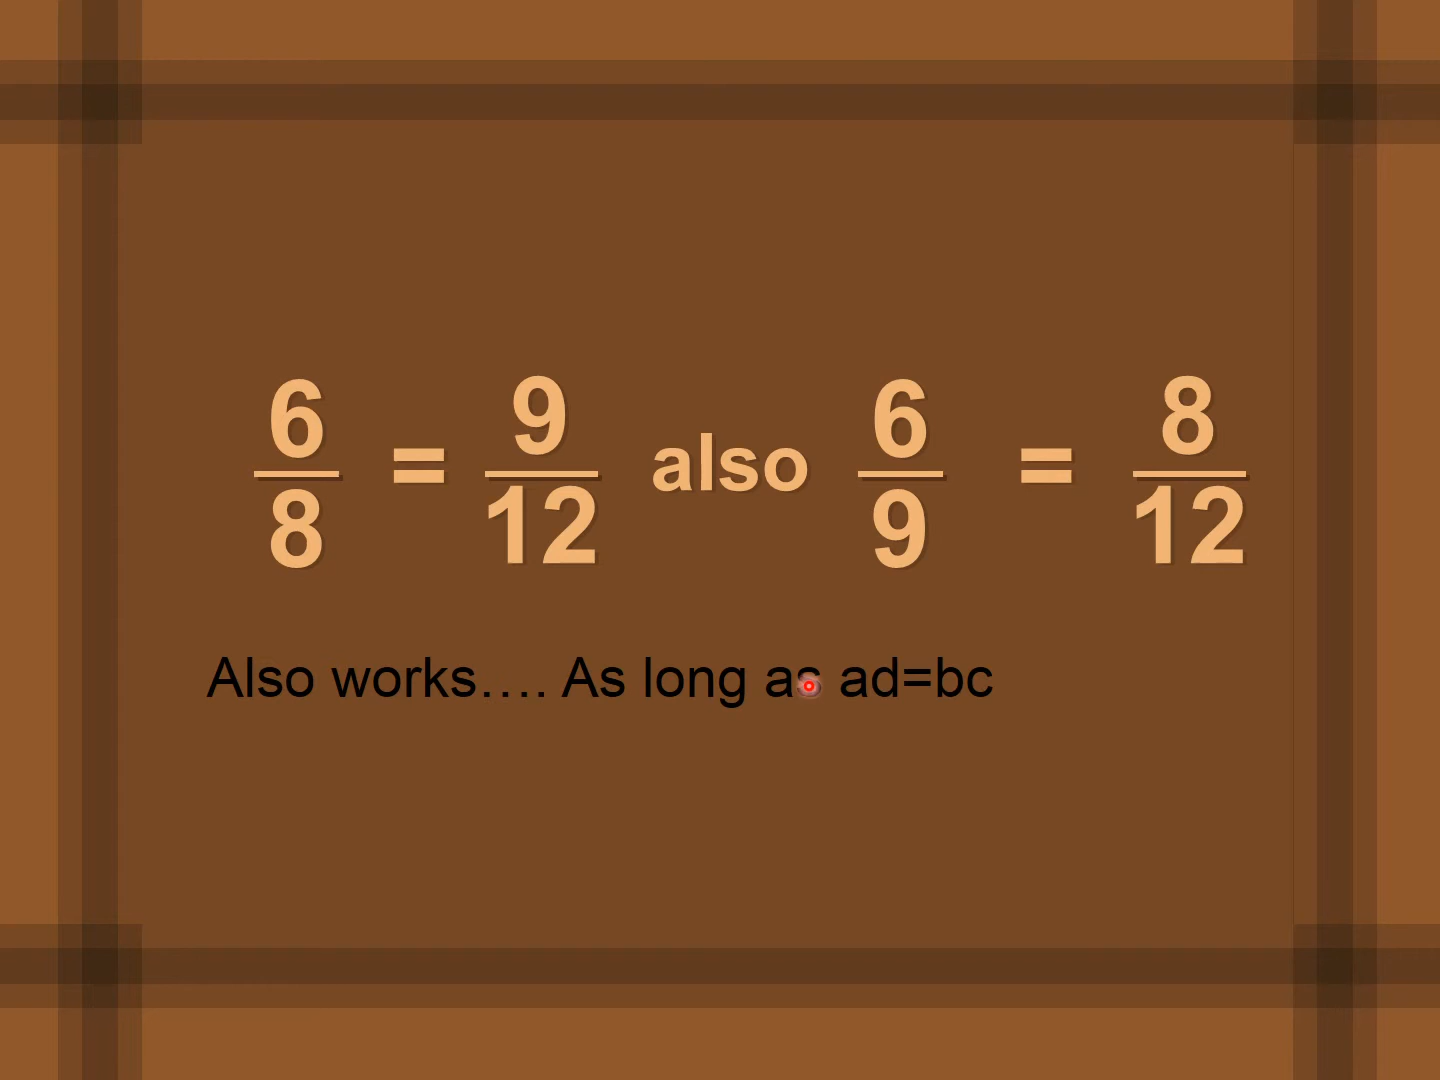 6/8 = 9/12 also 6/9 = 8/12
Also works…. As long as ad=bc